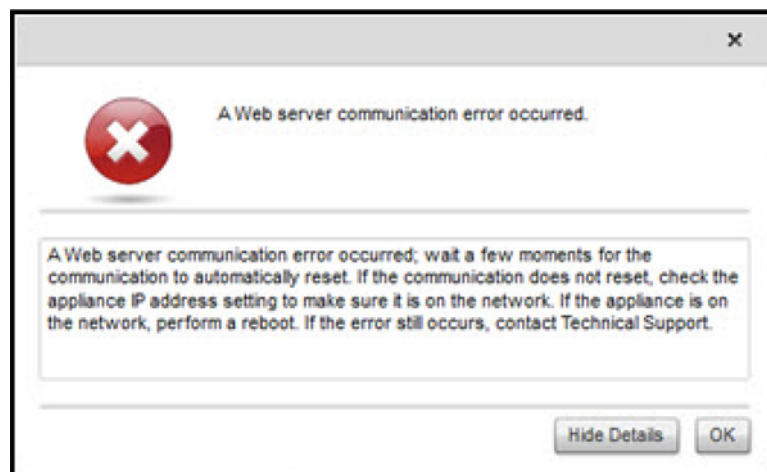 A Web server communication error occurred.
A Web server communication error occurred; wait a few moments for the
communication to automatically reset. If the communication does not reset, check the
appliance IP address setting to make sure it is on the network. If the appliance is on
the network, perform a reboot. If the error still occurs, contact Technical Support.
Hide Details OK